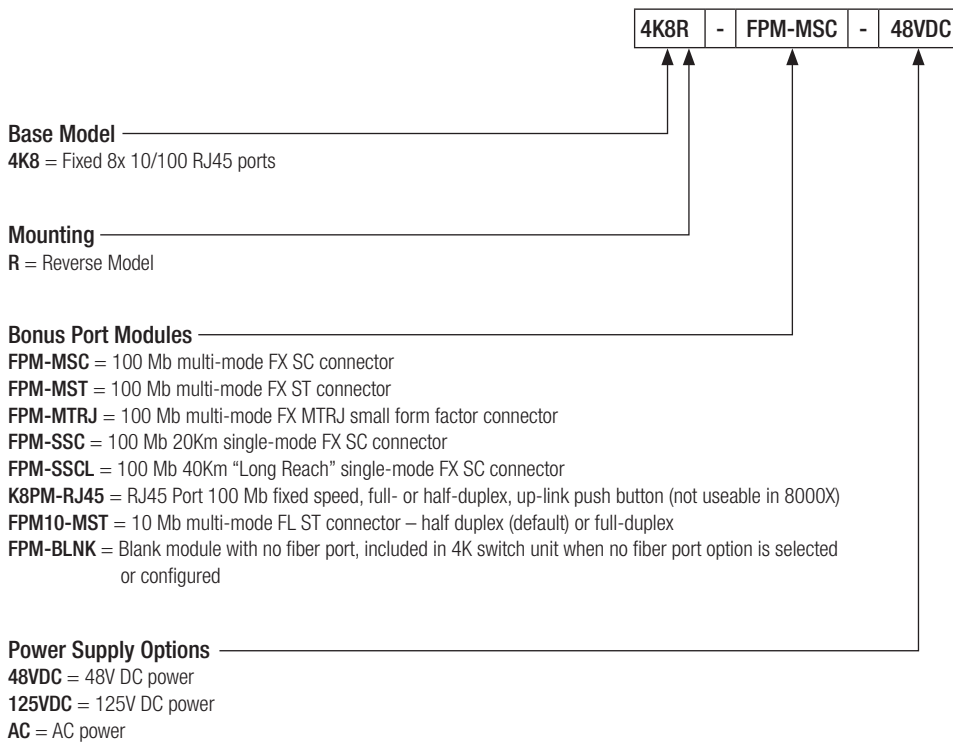 4K8R - FPM-MSC - 48VDC
Base Model
4K8 = Fixed 8x 10/100 RJ45 ports
Mounting
R = Reverse Model
Bonus Port Modules
FPM-MSC = 100 Mb multi-mode FX SC connector
FPM-MST = 100 Mb multi-mode FX ST connector
FPM-MTRJ = 100 Mb multi-mode FX MTRJ small form factor connector
FPM-SSC = 100 Mb 20Km single-mode FX SC connector
FPM-SSCL = 100 Mb 40Km “Long Reach” single-mode FX SC connector
K8PM-RJ45 = RJ45 Port 100 Mb fixed speed, full- or half-duplex, up-link push button (not useable in 8000X)
FPM10-MST = 10 Mb multi-mode FL ST connector – half duplex (default) or full-duplex
FPM-BLNK = Blank module with no fiber port, included in 4K switch unit when no fiber port option is selected
or configured
Power Supply Options
48VDC = 48V DC power
125VDC = 125V DC power
AC = AC power